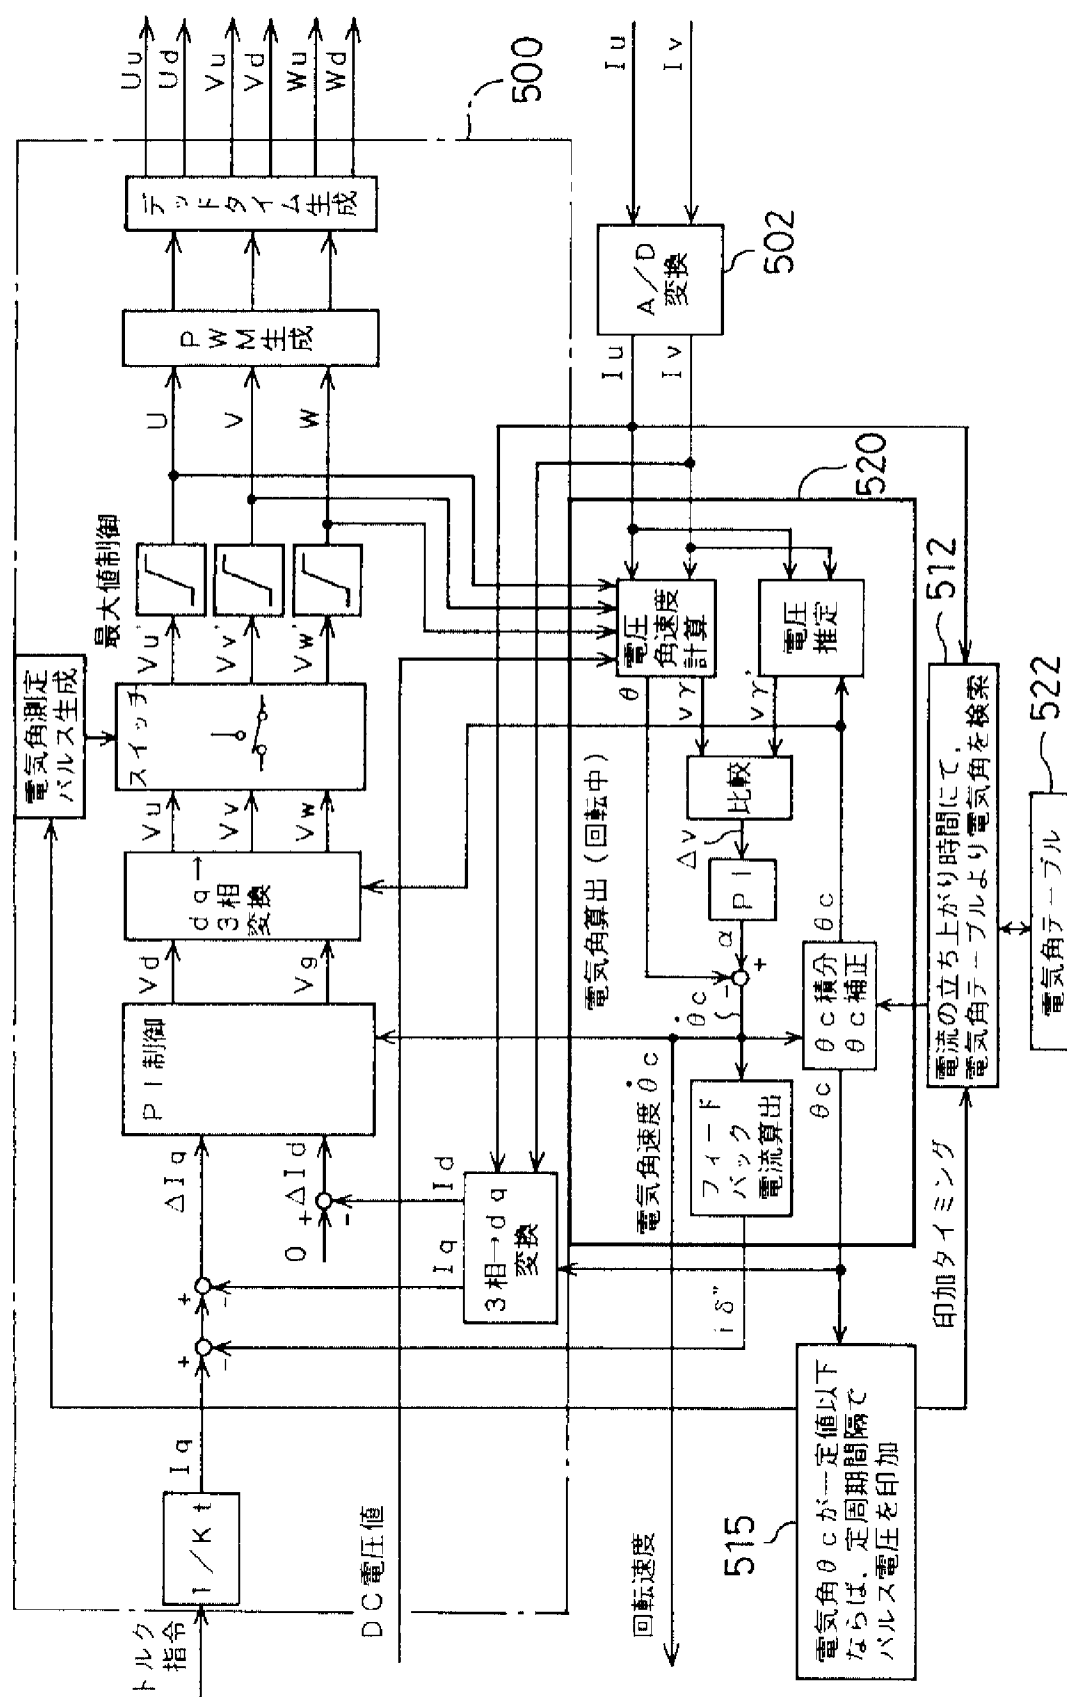 トルク
指令
1/Kt
Iq
+
-
+
-
ΔIq
0
+
ΔId
-
PI制御
Vd
Vg
dq→
3相
変換
Vu
Vv
Vw
電気角測定
パルス生成
スイッチ
Vu'
Vv'
Vw'
最大値制御
U
V
W
PWM生成
デッドタイム生成
Uu
Ud
Vu
Vd
Wu
Wd
500
DC電圧値
Iq
Id
3相→dq
変換
Iu
Iv
A/D
変換
502
Iu
Iv
回転速度
電気角速度θ̇c
電気角算出(回転中)
520
電圧
角速度
計算
θ
Vγ
電圧
推定
Vγ'
比較
ΔV
PI
α
+
-
θ̇c
フィード
バック
電流算出
iδ"
θc積分
θc補正
θc
θc
515
電気角θcが一定値以下
ならば、定周期間隔で
パルス電圧を印加
印加タイミング
512
電流の立ち上がり時間にて、
電気角テーブルより電気角を検索
522
電気角テーブル